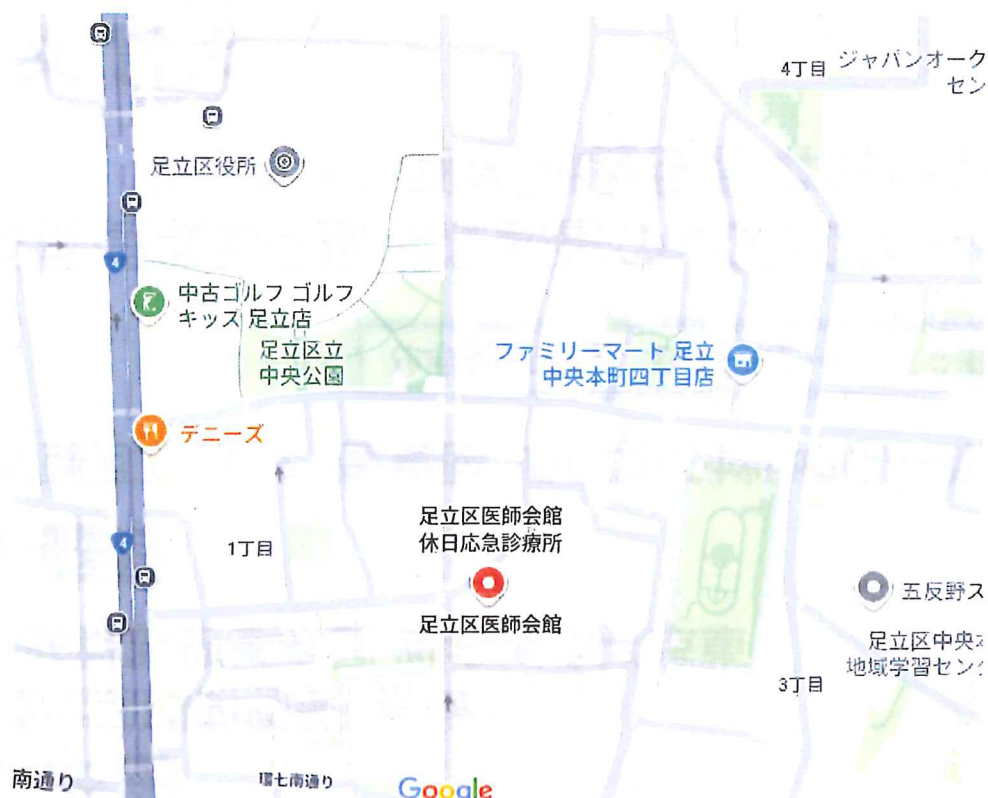 4丁目
ジャパンオーク
セン
足立区役所
4
中古ゴルフ ゴルフ
キッズ 足立店
足立区立
中央公園
ファミリーマート 足立
中央本町四丁目店
デニーズ
足立区医師会館
休日応急診療所
4
1丁目
足立区医師会館
五反野ス
足立区中央
地域学習セン
3丁目
南通り
環七南通り
Google